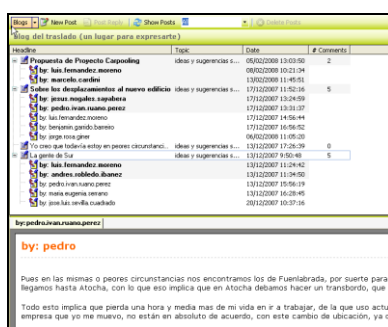 Blogs New Post Post Reply Show Posts All Delete Posts
Blog del traslado (un lugar para expresarte)
Headline Topic Date # Comments
Propuesta de Proyecto Carpooling ideas y sugerencias s... 05/02/2008 13:03:50 2
by: luis.fernandez.moreno 08/02/2008 10:21:34
by: marcelo.cardini 13/02/2008 11:45:51
Sobre los desplazamientos al nuevo edificio ideas y sugerencias s... 17/12/2007 11:52:16 5
by: jesus.nogales.sayabera 17/12/2007 13:24:59
by: pedro.ivan.ruano.perez 17/12/2007 13:31:37
by: luis.fernandez.moreno 17/12/2007 14:56:44
by: benjamin.garrido.barreiro 17/12/2007 16:56:52
by: jorge.rosa.giner 06/02/2008 11:05:20
Yo creo que todavía estoy en peores circunstanci... ideas y sugerencias s... 17/12/2007 17:26:39 0
La gente de Sur ideas y sugerencias s... 13/12/2007 9:50:48 5
by: luis.fernandez.moreno 13/12/2007 11:24:42
by: andres.robledo.ibanez 13/12/2007 11:34:50
by: pedro.ivan.ruano.perez 13/12/2007 15:56:19
by: maria.eugenia.serrano 13/12/2007 16:28:45
by: jose.luis.sevilla.cuadrado 20/12/2007 10:37:16
by:pedro.ivan.ruano.perez
by: pedro
Pues en las mismas o peores circunstancias nos encontramos los de Fuenlabrada, por suerte para
llegamos hasta Atocha, con lo que eso implica que en Atocha debamos hacer un transbordo, que
Todo esto implica que pierda una hora y media mas de mi vida en ir a trabajar, de la que uso actu
empresa que yo me muevo, no están en absoluto de acuerdo, con este cambio de ubicación, ya